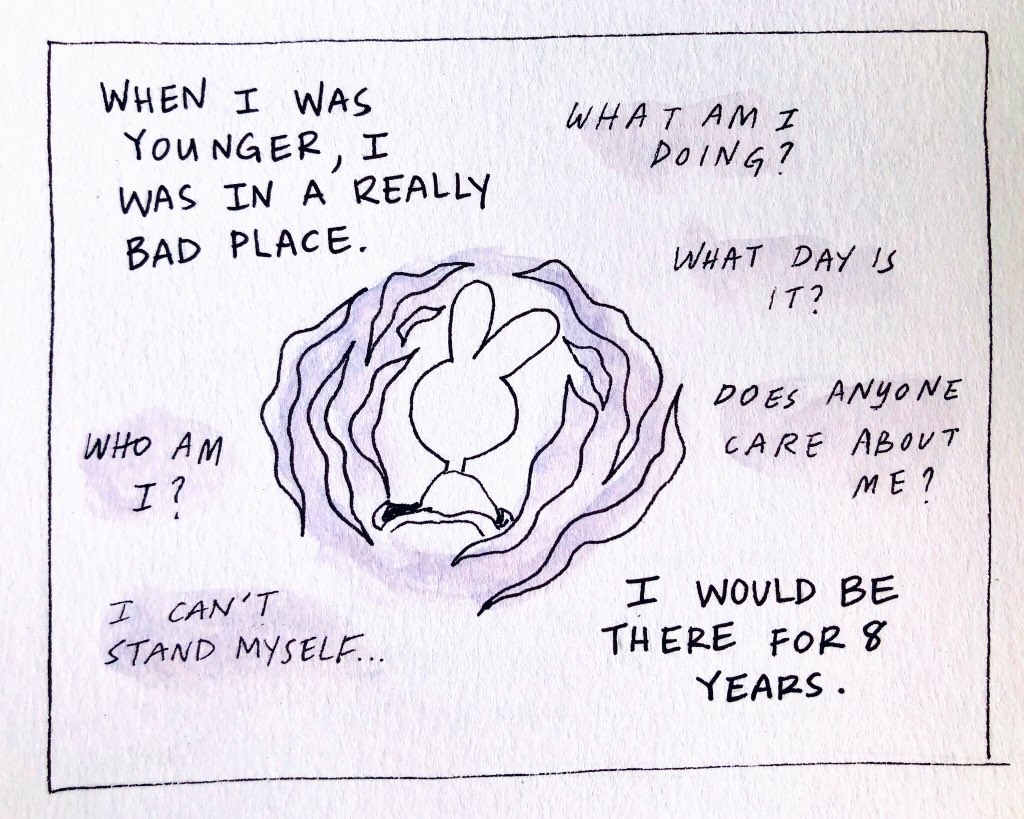 WHEN I WAS
YOUNGER, I
WAS IN A REALLY
BAD PLACE.
WHAT AM I
DOING?
WHAT DAY IS
IT?
DOES ANYONE
CARE ABOUT
ME?
WHO AM
I?
I CAN'T
STAND MYSELF...
I WOULD BE
THERE FOR 8
YEARS.